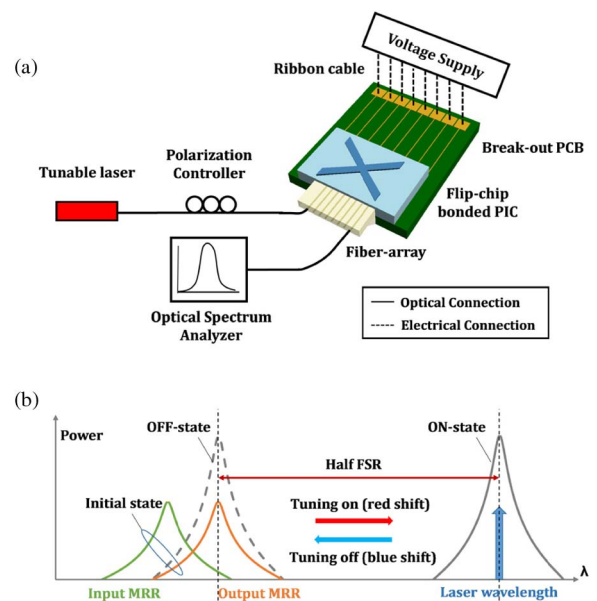 (a)
Voltage Supply
Ribbon cable
Break-out PCB
Polarization
Controller
Tunable laser
Flip-chip
bonded PIC
Fiber-array
Optical Spectrum
Analyzer
Optical Connection
Electrical Connection
(b)
Power
OFF-state
ON-state
Half FSR
Initial state
Tuning on (red shift)
Tuning off (blue shift)
λ
Input MRR
Output MRR
Laser wavelength